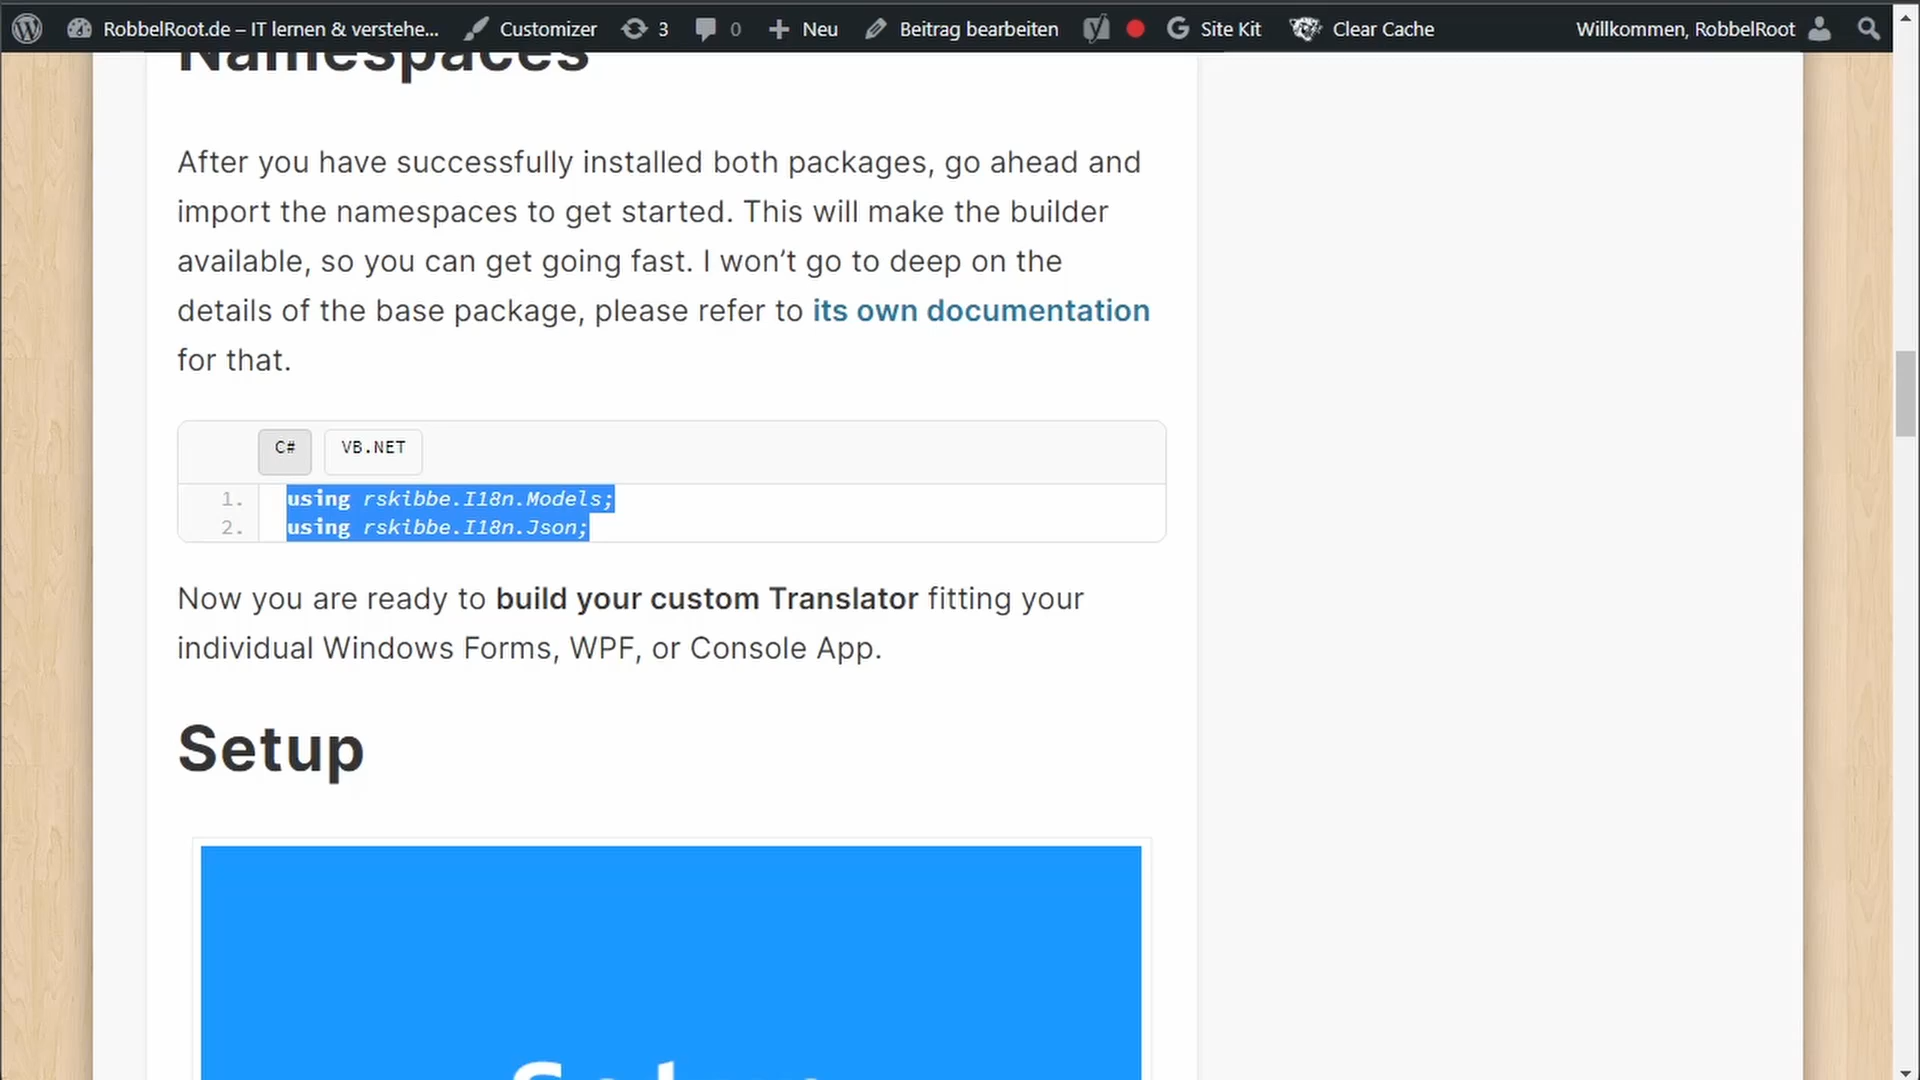 RobbelRoot.de – IT lernen & verstehe... Customizer 3 0 Neu Beitrag bearbeiten Site Kit Clear Cache Willkommen, RobbelRoot
Namespaces
After you have successfully installed both packages, go ahead and
import the namespaces to get started. This will make the builder
available, so you can get going fast. I won’t go to deep on the
details of the base package, please refer to its own documentation
for that.
C# VB.NET
1. using rskibbe.I18n.Models;
2. using rskibbe.I18n.Json;
Now you are ready to build your custom Translator fitting your
individual Windows Forms, WPF, or Console App.
Setup